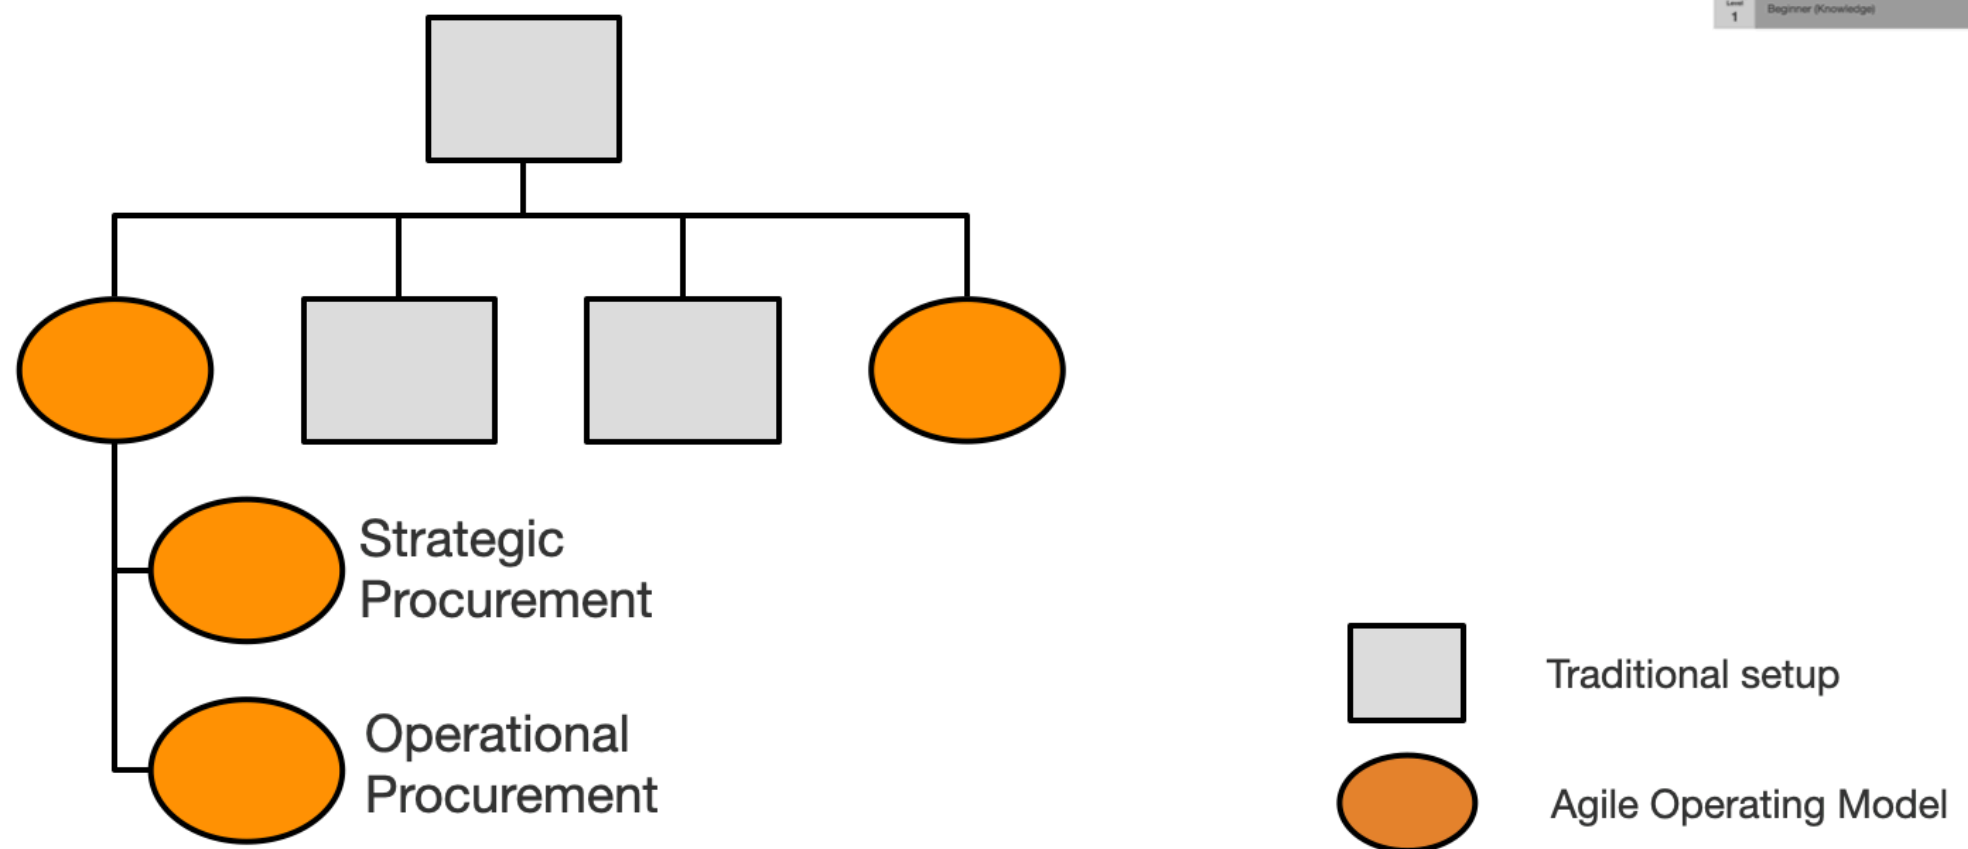 Level
1
Beginner (Knowledge)
Strategic
Procurement
Operational
Procurement
Traditional setup
Agile Operating Model